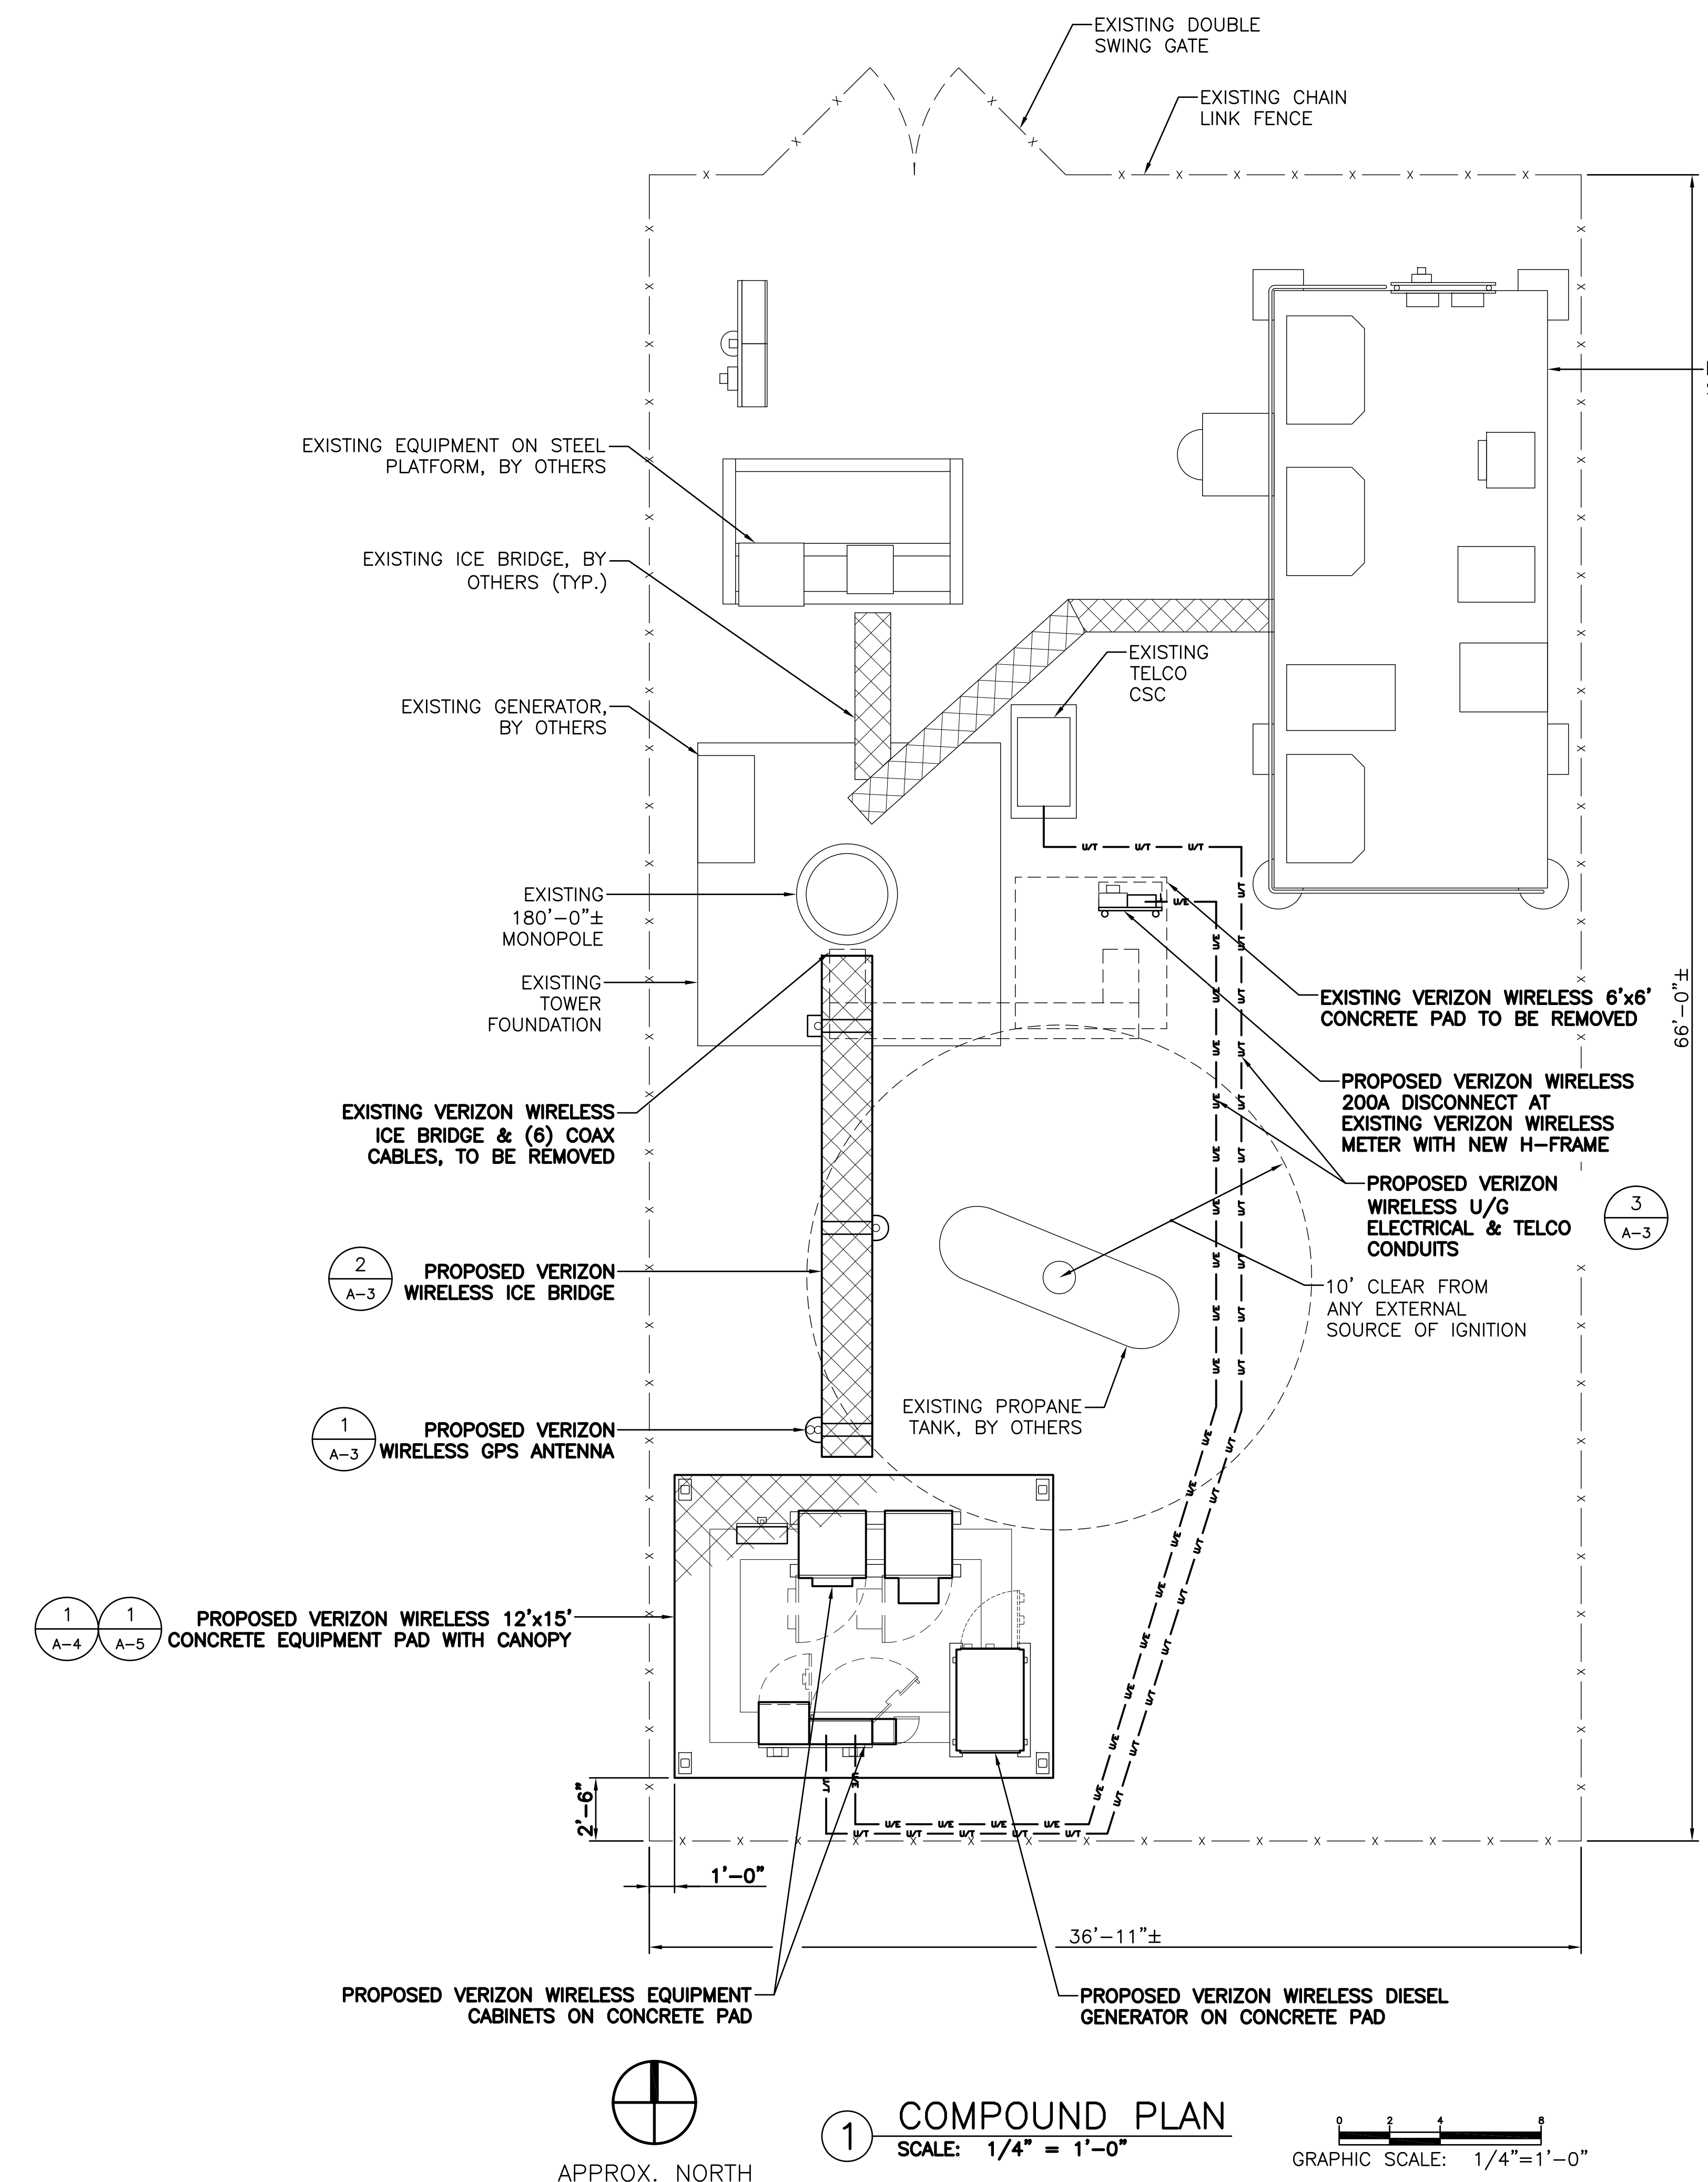 EXISTING DOUBLE
SWING GATE
EXISTING CHAIN
LINK FENCE
EXISTING EQUIPMENT ON STEEL
PLATFORM, BY OTHERS
EXISTING ICE BRIDGE, BY
OTHERS (TYP.)
EXISTING
TELCO
CSC
EXISTING GENERATOR,
BY OTHERS
EXISTING
180'-0"±
MONOPOLE
EXISTING
TOWER
FOUNDATION
EXISTING VERIZON WIRELESS 6'x6'
CONCRETE PAD TO BE REMOVED
66'-0"±
PROPOSED VERIZON WIRELESS
200A DISCONNECT AT
EXISTING VERIZON WIRELESS
METER WITH NEW H-FRAME
EXISTING VERIZON WIRELESS
ICE BRIDGE & (6) COAX
CABLES, TO BE REMOVED
PROPOSED VERIZON
WIRELESS U/G
ELECTRICAL & TELCO
CONDUITS
3
A-3
2
A-3
PROPOSED VERIZON
WIRELESS ICE BRIDGE
10' CLEAR FROM
ANY EXTERNAL
SOURCE OF IGNITION
EXISTING PROPANE
TANK, BY OTHERS
1
A-3
PROPOSED VERIZON
WIRELESS GPS ANTENNA
1
A-4
1
A-5
PROPOSED VERIZON WIRELESS 12'x15'
CONCRETE EQUIPMENT PAD WITH CANOPY
U/T U/T U/T
U/E
U/E U/E U/E U/E
U/T U/T U/T U/T U/T
2'-6"
1'-0"
36'-11"±
PROPOSED VERIZON WIRELESS EQUIPMENT
CABINETS ON CONCRETE PAD
PROPOSED VERIZON WIRELESS DIESEL
GENERATOR ON CONCRETE PAD
APPROX. NORTH
1
COMPOUND PLAN
SCALE: 1/4" = 1'-0"
0 2 4 8
GRAPHIC SCALE: 1/4"=1'-0"